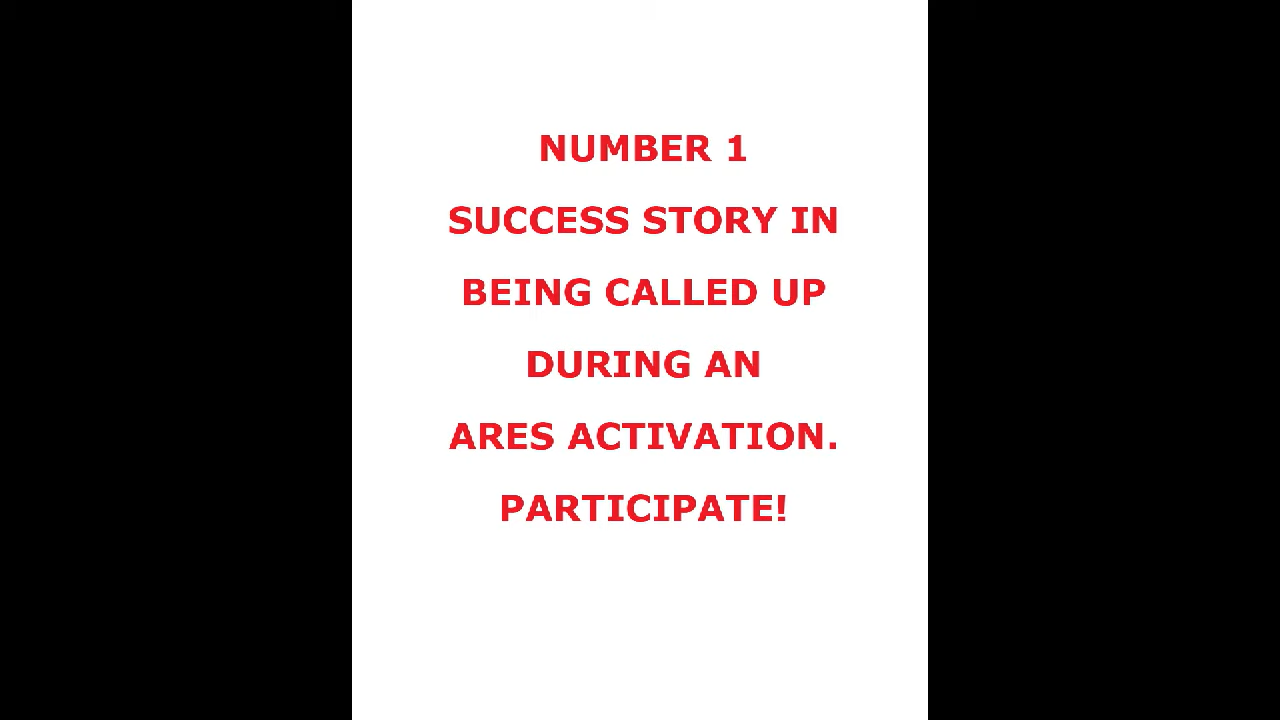 NUMBER 1
SUCCESS STORY IN
BEING CALLED UP
DURING AN
ARES ACTIVATION.
PARTICIPATE!